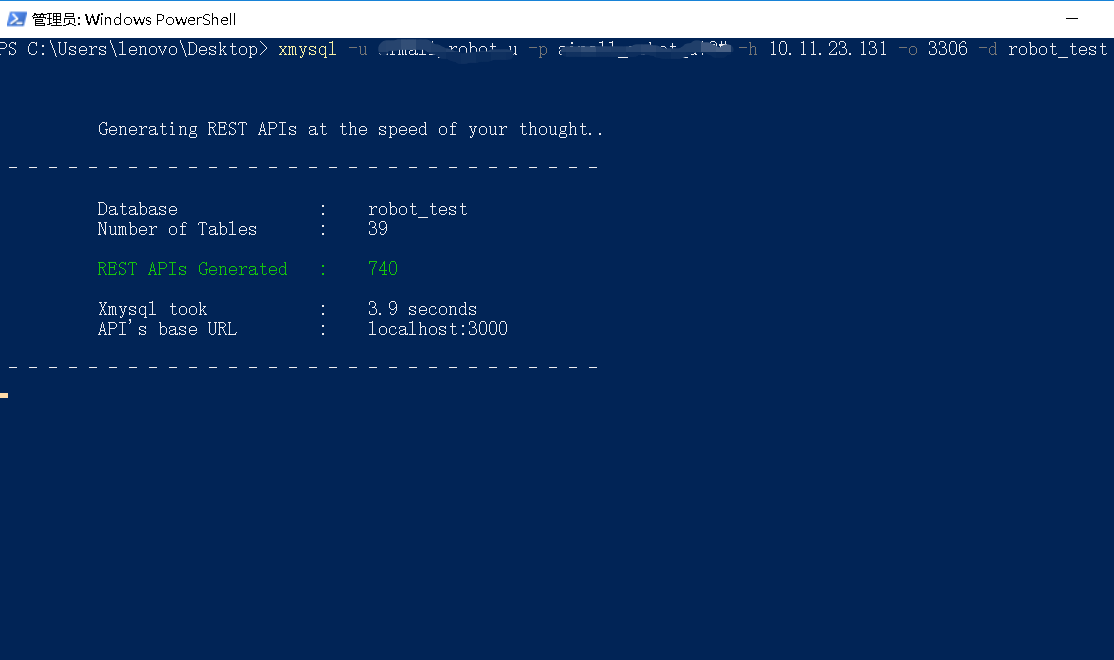 管理员: Windows PowerShell
PS C:\Users\lenovo\Desktop> xmysql -u -p -h 10.11.23.131 -o 3306 -d robot_test
Generating REST APIs at the speed of your thought..
- - - - - - - - - - - - - - - - - - - - - - - - - - - - - -
Database : robot_test
Number of Tables : 39
REST APIs Generated : 740
Xmysql took : 3.9 seconds
API's base URL : localhost:3000
- - - - - - - - - - - - - - - - - - - - - - - - - - - - - -